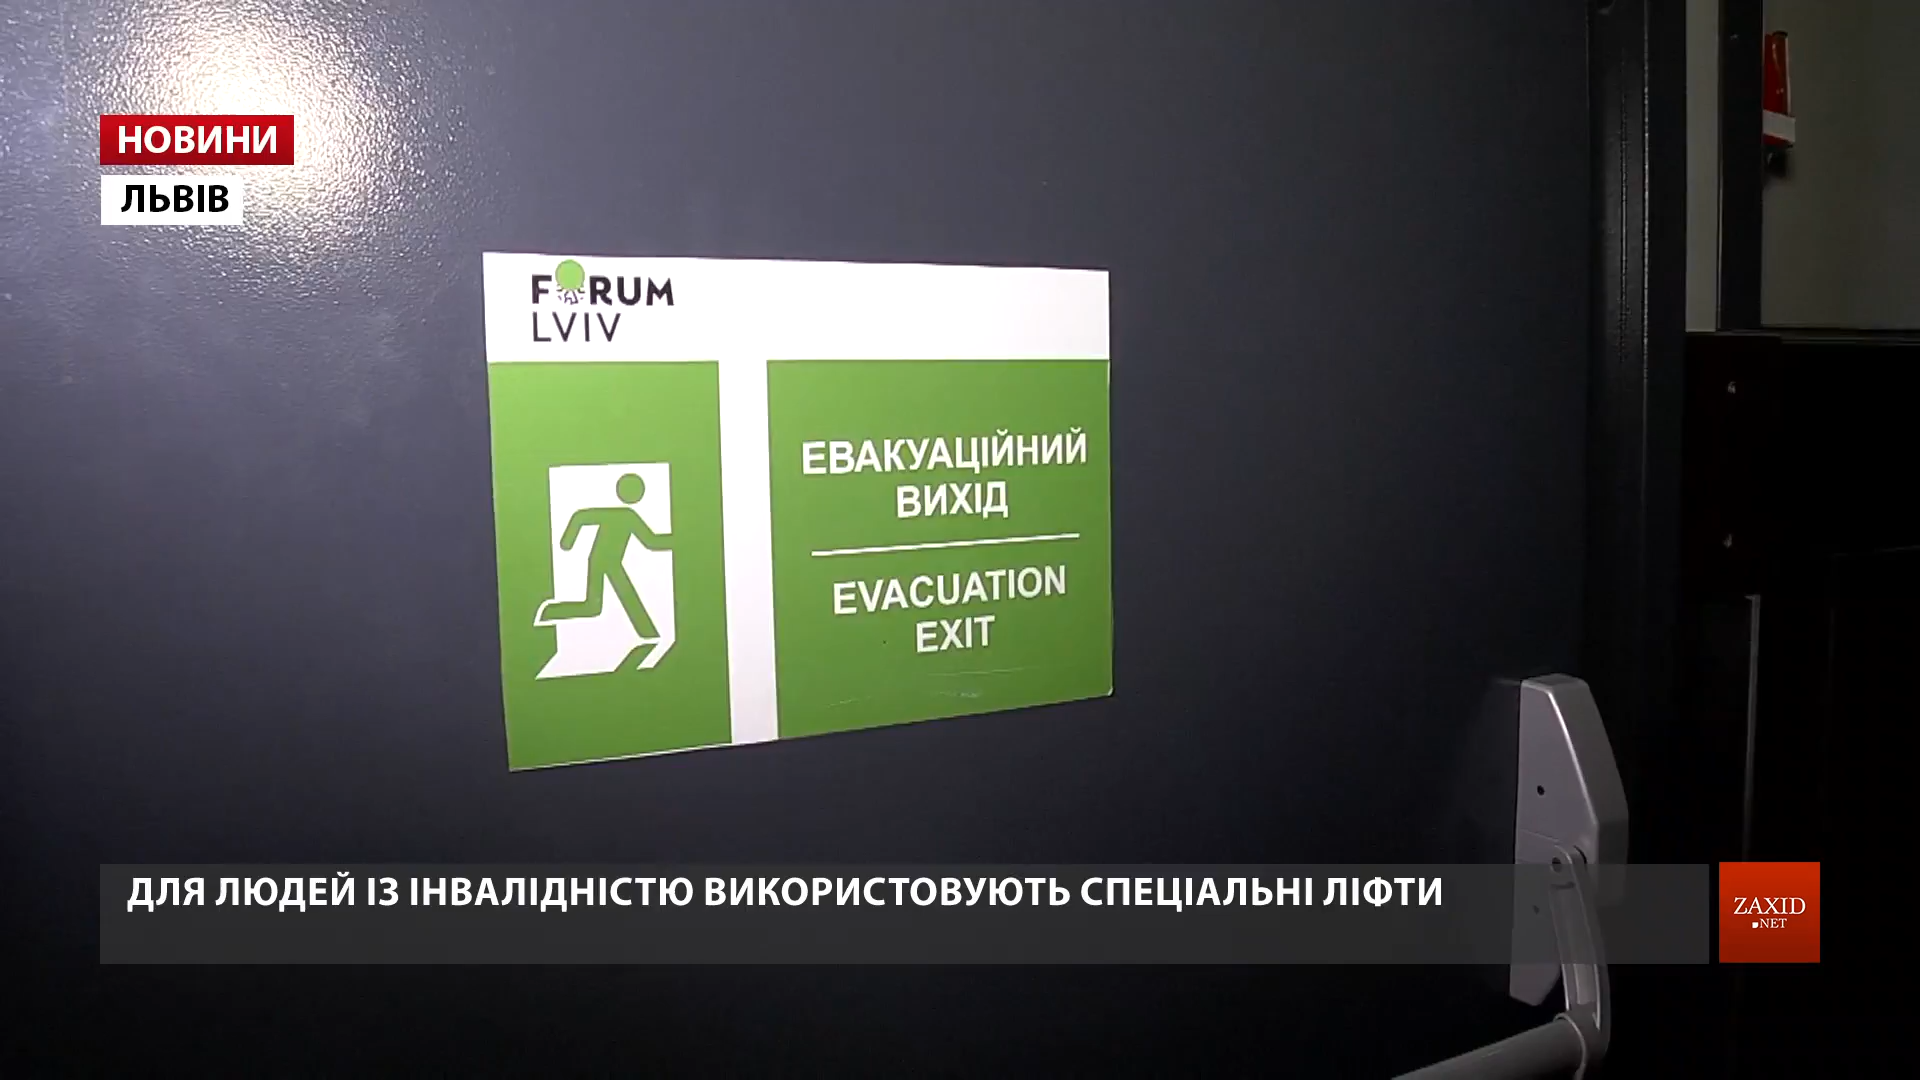 НОВИНИ
ЛЬВІВ
FORUM
LVIV
ЕВАКУАЦІЙНИЙ
ВИХІД
EVACUATION
EXIT
ДЛЯ ЛЮДЕЙ ІЗ ІНВАЛІДНІСТЮ ВИКОРИСТОВУЮТЬ СПЕЦІАЛЬНІ ЛІФТИ
ZAXID
.NET